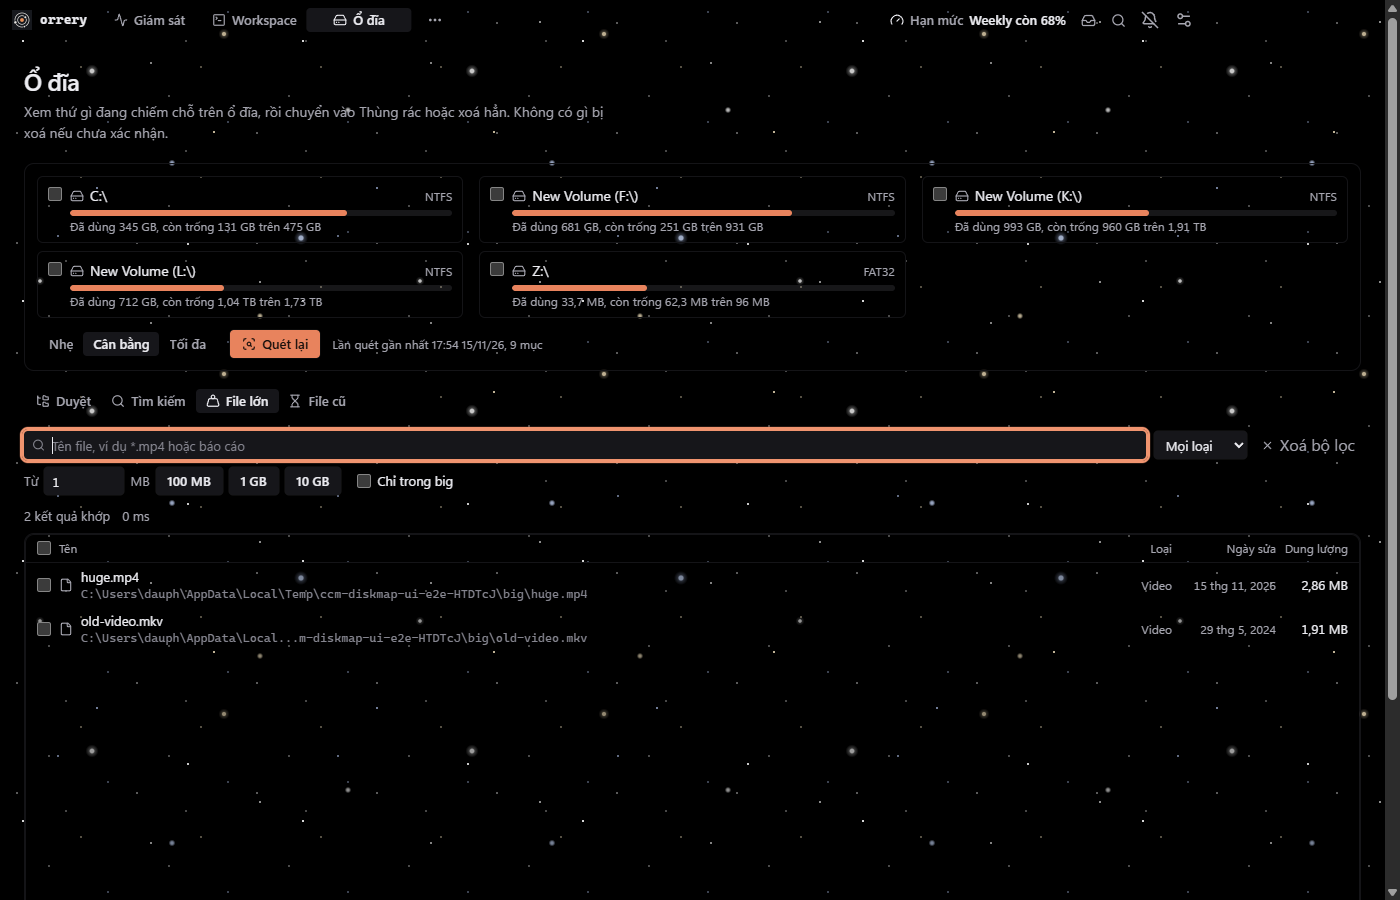 orrery Giám sát Workspace Ổ đĩa Hạn mức Weekly còn 68%
Ổ đĩa
Xem thứ gì đang chiếm chỗ trên ổ đĩa, rồi chuyển vào Thùng rác hoặc xoá hẳn. Không có gì bị
xoá nếu chưa xác nhận.
C:\ NTFS
Đã dùng 345 GB, còn trống 131 GB trên 475 GB
New Volume (F:\) NTFS
Đã dùng 681 GB, còn trống 251 GB trên 931 GB
New Volume (K:\) NTFS
Đã dùng 993 GB, còn trống 960 GB trên 1,91 TB
New Volume (L:\) NTFS
Đã dùng 712 GB, còn trống 1,04 TB trên 1,73 TB
Z:\ FAT32
Đã dùng 33,7 MB, còn trống 62,3 MB trên 96 MB
Nhẹ Cân bằng Tối đa Quét lại Lần quét gần nhất 17:54 15/11/26, 9 mục
Duyệt Tìm kiếm File lớn File cũ
Tên file, ví dụ *.mp4 hoặc báo cáo Mọi loại Xoá bộ lọc
Từ 1 MB 100 MB 1 GB 10 GB Chỉ trong big
2 kết quả khớp 0 ms
Tên Loại Ngày sửa Dung lượng
huge.mp4
C:\Users\dauph\AppData\Local\Temp\ccm-diskmap-ui-e2e-HTDTcJ\big\huge.mp4 Video 15 thg 11, 2026 2,86 MB
old-video.mkv
C:\Users\dauph\AppData\Local...m-diskmap-ui-e2e-HTDTcJ\big\old-video.mkv Video 29 thg 5, 2024 1,91 MB